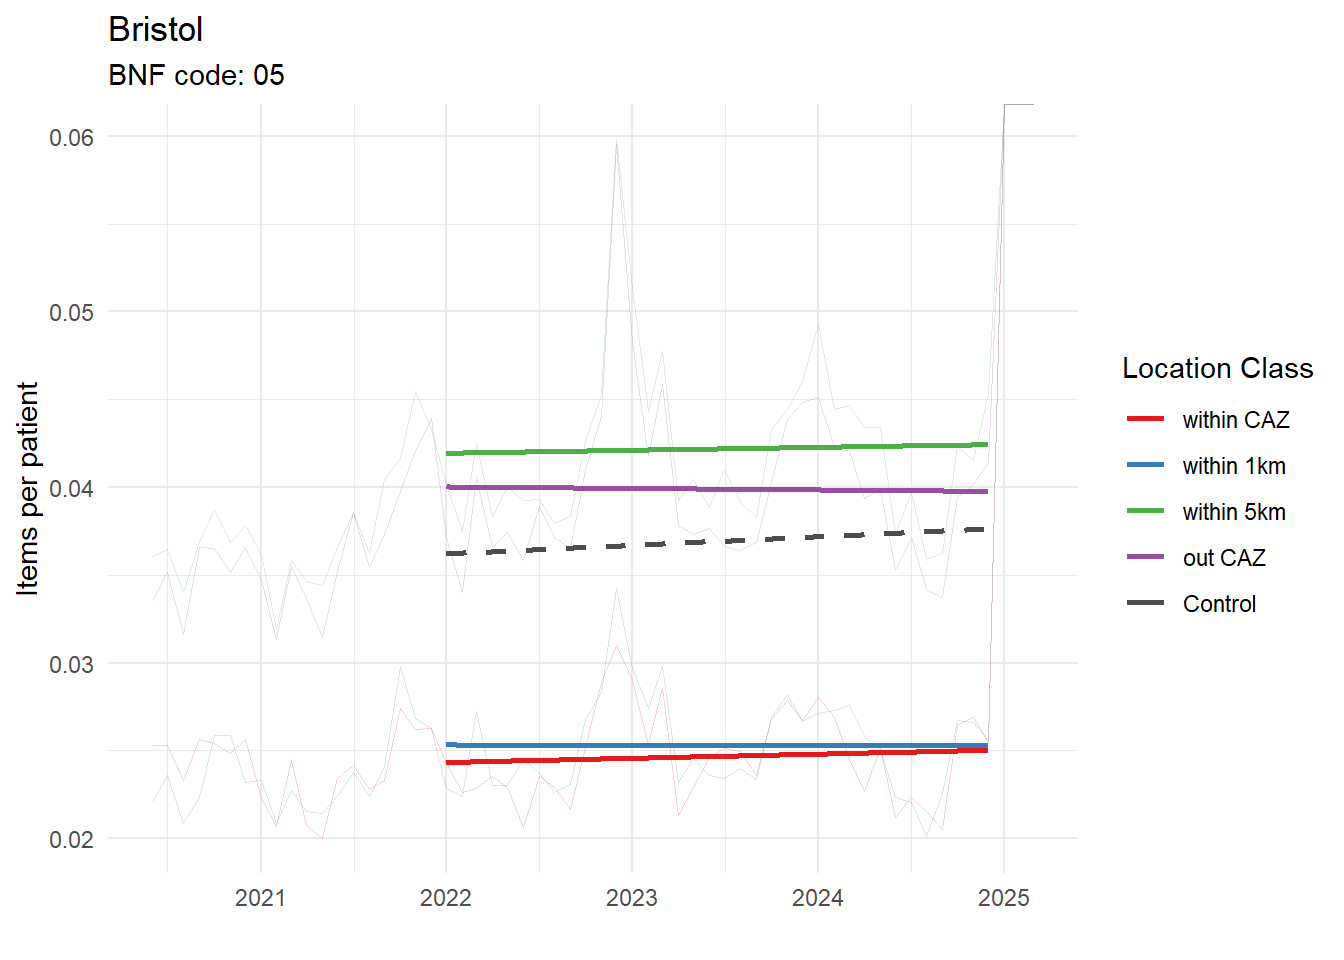 Bristol
BNF code: 05
Items per patient
0.06
0.05
0.04
0.03
0.02
2021
2022
2023
2024
2025
Location Class
within CAZ
within 1km
within 5km
out CAZ
Control